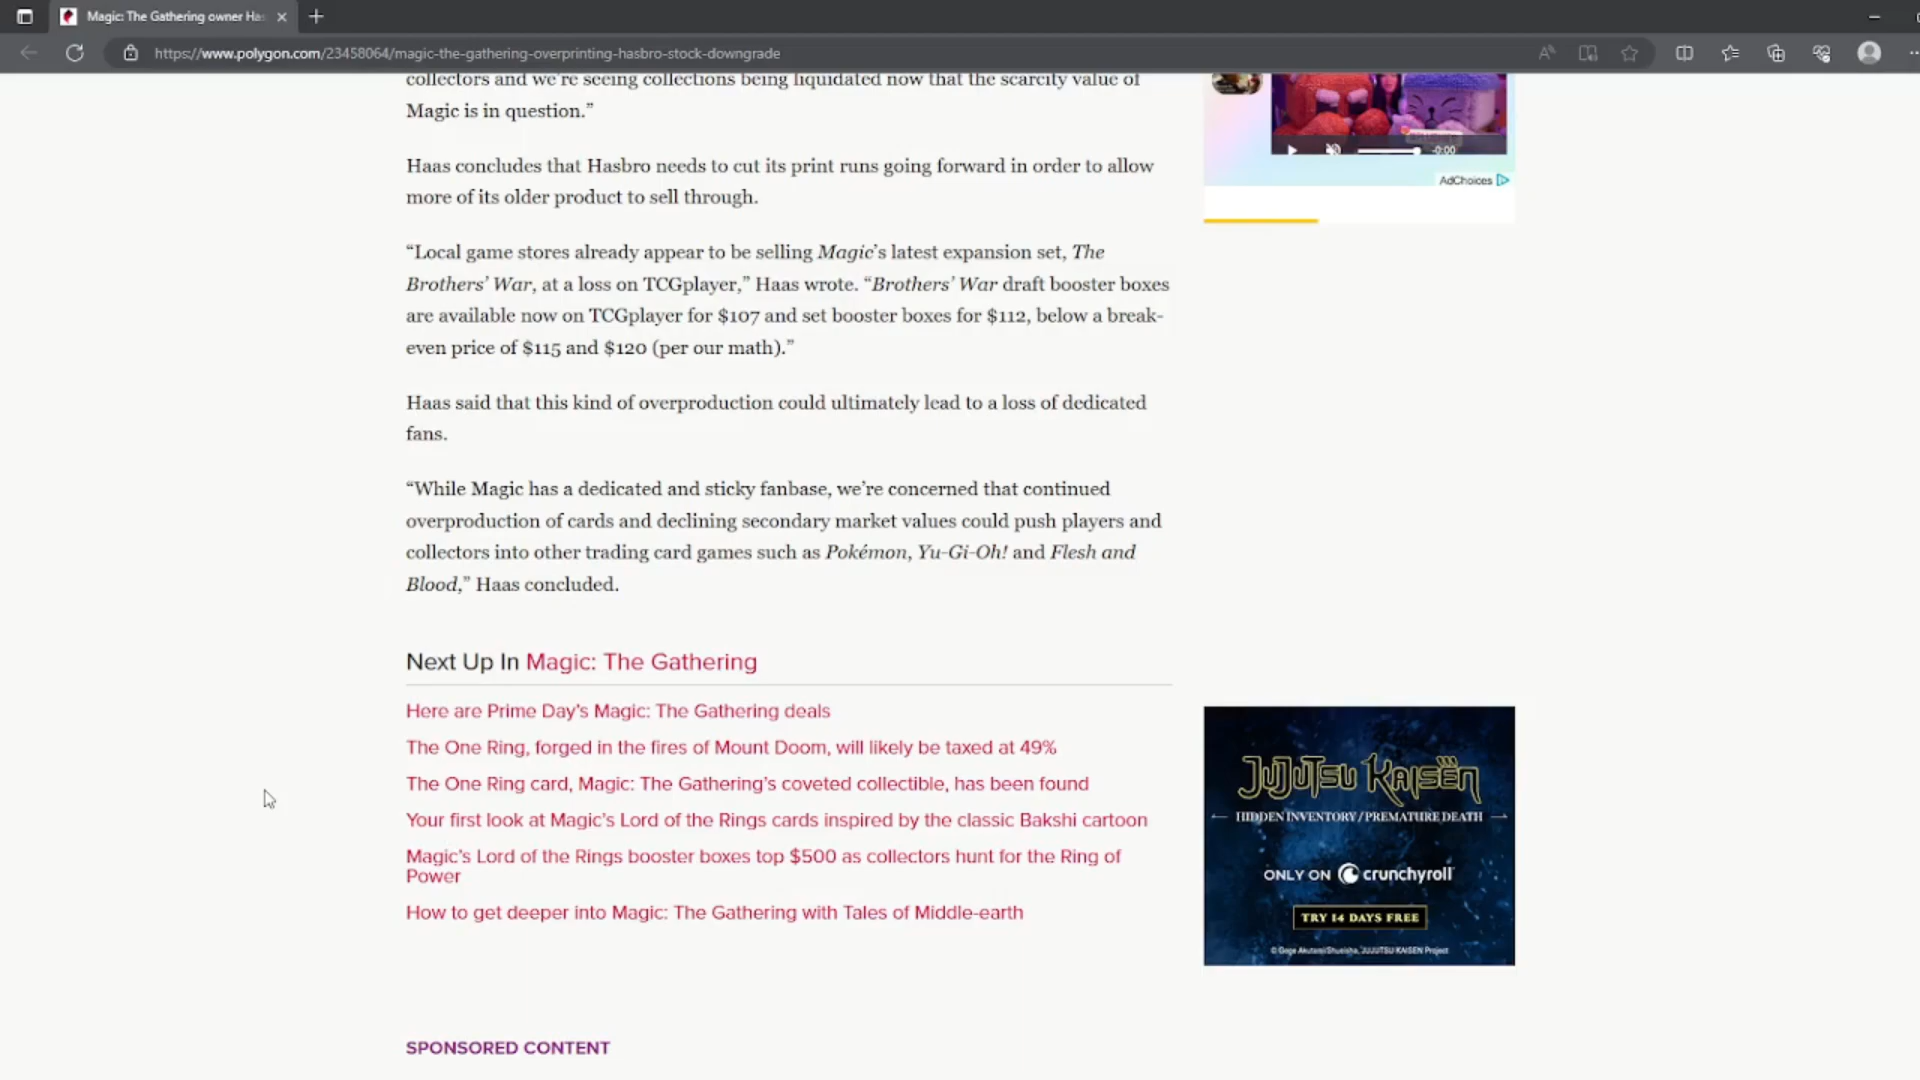 Magic: The Gathering owner Has
https://www.polygon.com/23458064/magic-the-gathering-overprinting-hasbro-stock-downgrade
collectors and we're seeing collections being liquidated now that the scarcity value of
Magic is in question.”
-0:00
AdChoices
Haas concludes that Hasbro needs to cut its print runs going forward in order to allow
more of its older product to sell through.
“Local game stores already appear to be selling Magic’s latest expansion set, The
Brothers’ War, at a loss on TCGplayer,” Haas wrote. “Brothers’ War draft booster boxes
are available now on TCGplayer for $107 and set booster boxes for $112, below a break-
even price of $115 and $120 (per our math).”
Haas said that this kind of overproduction could ultimately lead to a loss of dedicated
fans.
“While Magic has a dedicated and sticky fanbase, we’re concerned that continued
overproduction of cards and declining secondary market values could push players and
collectors into other trading card games such as Pokémon, Yu-Gi-Oh! and Flesh and
Blood,” Haas concluded.
Next Up In Magic: The Gathering
Here are Prime Day’s Magic: The Gathering deals
The One Ring, forged in the fires of Mount Doom, will likely be taxed at 49%
The One Ring card, Magic: The Gathering’s coveted collectible, has been found
Your first look at Magic’s Lord of the Rings cards inspired by the classic Bakshi cartoon
Magic’s Lord of the Rings booster boxes top $500 as collectors hunt for the Ring of
Power
How to get deeper into Magic: The Gathering with Tales of Middle-earth
JUJUTSU KAISEN
HIDDEN INVENTORY / PREMATURE DEATH
ONLY ON crunchyroll
TRY 14 DAYS FREE
© Gege Akutami/Shueisha, JUJUTSU KAISEN Project
SPONSORED CONTENT